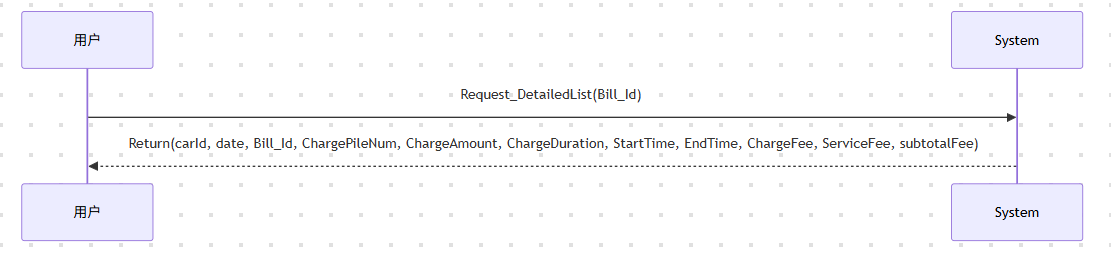 用户
System
Request_DetailedList(Bill_Id)
Return(carId, date, Bill_Id, ChargePileNum, ChargeAmount, ChargeDuration, StartTime, EndTime, ChargeFee, ServiceFee, subtotalFee)
用户
System